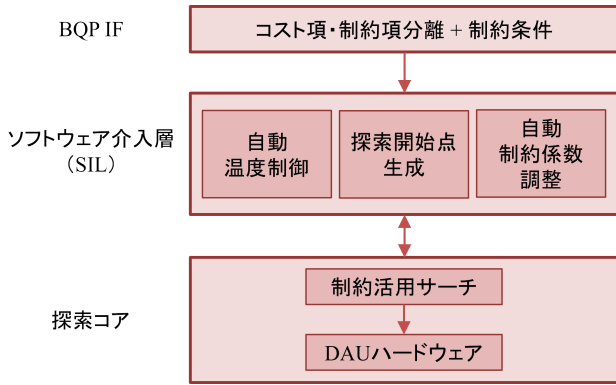 BQP IF
コスト項・制約項分離 + 制約条件
ソフトウェア介入層
（SIL）
自動
温度制御
探索開始点
生成
自動
制約係数
調整
探索コア
制約活用サーチ
DAUハードウェア